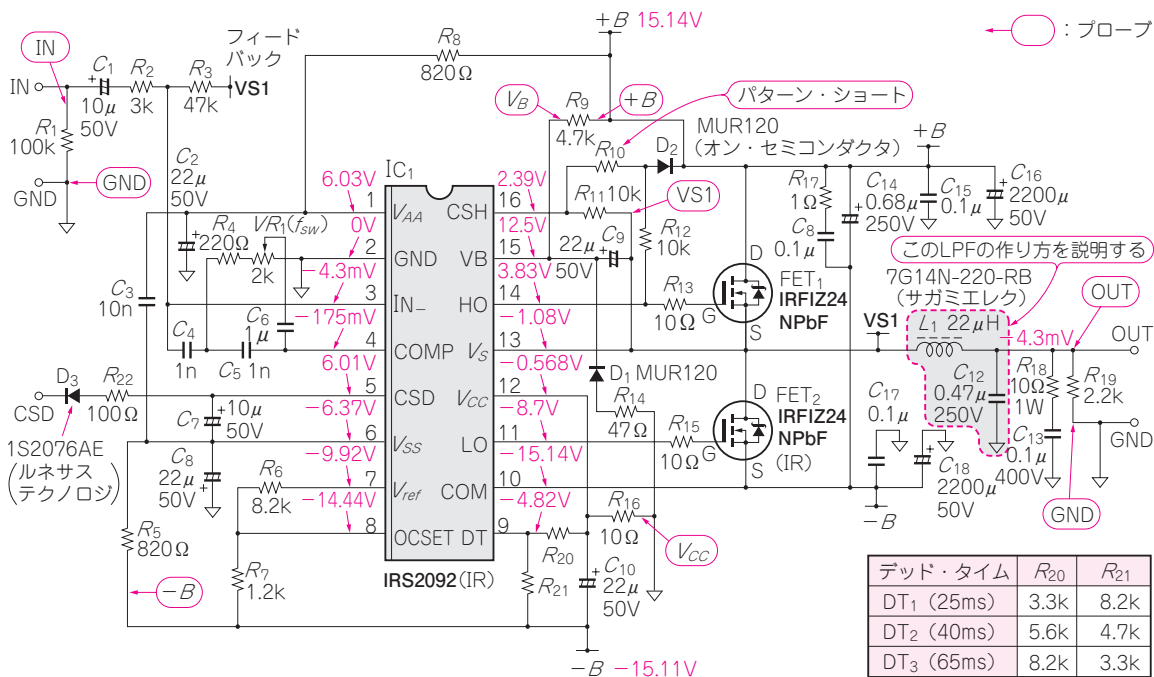 +B 15.14V
：プローブ
IN
フィード
バック
VS1
IN
C1
10μ
50V
R2
3k
R3
47k
R8
820Ω
R1
100k
GND
GND
C2
22μ
50V
VB
R9
4.7k
+B
パターン・ショート
MUR120
(オン・セミコンダクタ)
D2
R10
R11 10k
VS1
R12
10k
+B
R17
1Ω
C8
0.1μ
C14
0.68μ
250V
C15
0.1μ
C16
2200μ
50V
このLPFの作り方を説明する
7G14N-220-RB
(サガミエレク)
L1 22μH
C12
0.47μ
250V
VS1
-4.3mV
OUT
OUT
R18
10Ω
1W
R19
2.2k
C13
0.1μ
400V
GND
GND
IC1
6.03V
1
VAA
0V
2
GND
-4.3mV
3
IN-
-175mV
4
COMP
6.01V
5
CSD
-6.37V
6
VSS
-9.92V
7
Vref
-14.44V
8
OCSET
2.39V
16
CSH
12.5V
15
VB
3.83V
14
HO
-1.08V
13
VS
-0.568V
12
VCC
-8.7V
11
LO
-15.14V
10
COM
-4.82V
9
DT
IRS2092(IR)
R4
220Ω
VR1(fSW)
2k
C3
10n
C4
1n
C5
1n
C6
1μ
D3
R22
100Ω
CSD
1S2076AE
(ルネサス
テクノロジ)
C7
10μ
50V
C8
22μ
50V
R5
820Ω
R6
8.2k
R7
1.2k
-B
22μ
50V
C9
R13
10Ω
G
D
S
FET1
IRFIZ24
NPbF
D1 MUR120
R14
47Ω
R15
10Ω
G
D
S
FET2
IRFIZ24
NPbF
(IR)
R16
10Ω
VCC
R20
R21
C10
22μ
50V
C17
0.1μ
C18
2200μ
50V
-B
-B -15.11V
デッド・タイム R20 R21
DT1（25ms） 3.3k 8.2k
DT2（40ms） 5.6k 4.7k
DT3（65ms） 8.2k 3.3k